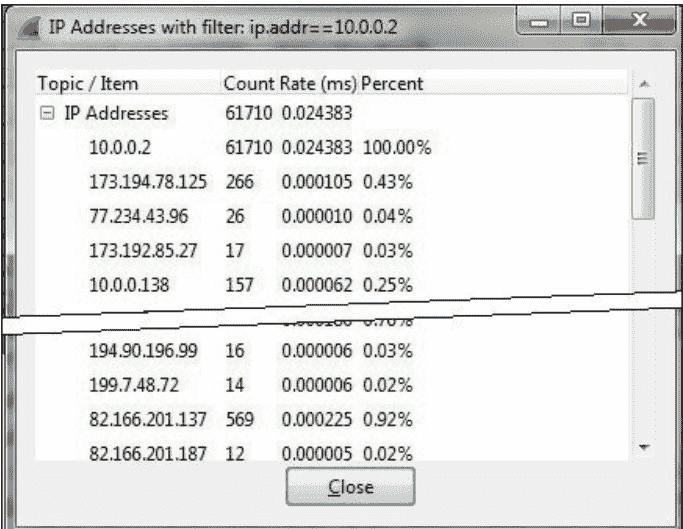 IP Addresses with filter: ip.addr==10.0.0.2
Topic / Item Count Rate (ms) Percent
IP Addresses 61710 0.024383
10.0.0.2 61710 0.024383 100.00%
173.194.78.125 266 0.000105 0.43%
77.234.43.96 26 0.000010 0.04%
173.192.85.27 17 0.000007 0.03%
10.0.0.138 157 0.000062 0.25%
194.90.196.99 16 0.000006 0.03%
199.7.48.72 14 0.000006 0.02%
82.166.201.137 569 0.000225 0.92%
82.166.201.187 12 0.000005 0.02%
Close